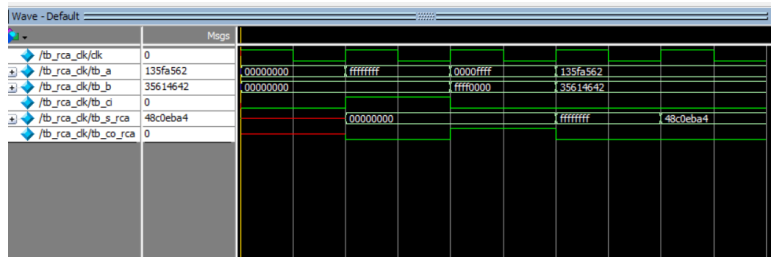 Wave - Default
Msgs
/tb_rca_clk/clk 0
/tb_rca_clk/tb_a 135fa562 00000000 ffffffff 0000ffff 135fa562
/tb_rca_clk/tb_b 35614642 00000000 ffff0000 35614642
/tb_rca_clk/tb_ci 0
/tb_rca_clk/tb_s_rca 48c0eba4 00000000 ffffffff 48c0eba4
/tb_rca_clk/tb_co_rca 0